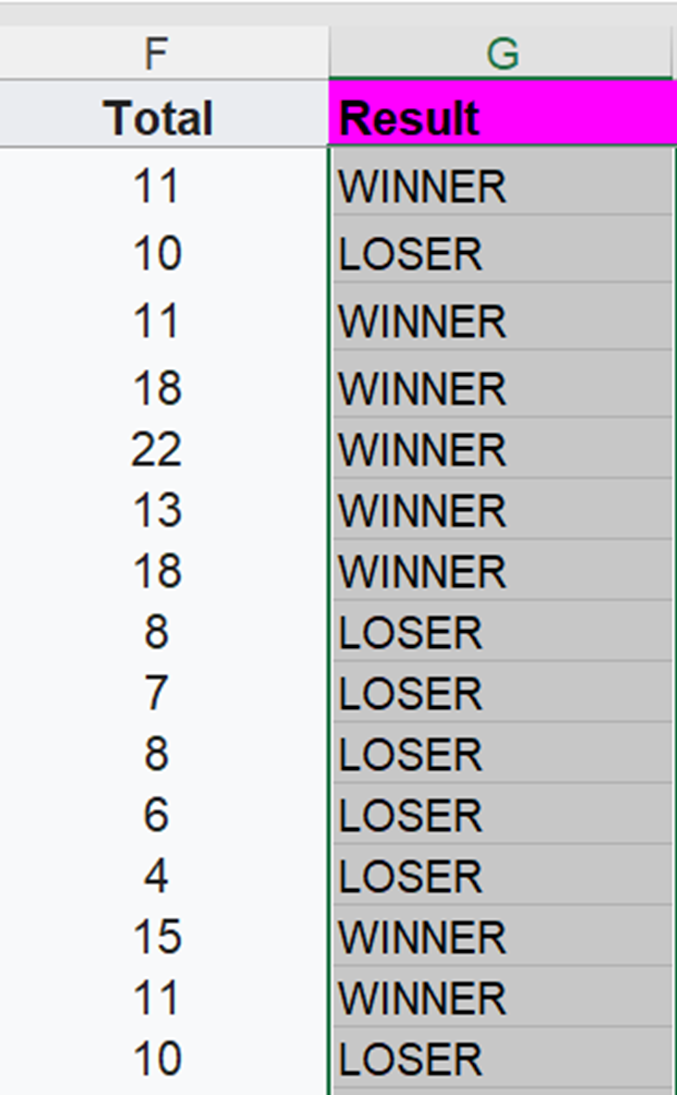 F G
Total Result
11 WINNER
10 LOSER
11 WINNER
18 WINNER
22 WINNER
13 WINNER
18 WINNER
8 LOSER
7 LOSER
8 LOSER
6 LOSER
4 LOSER
15 WINNER
11 WINNER
10 LOSER